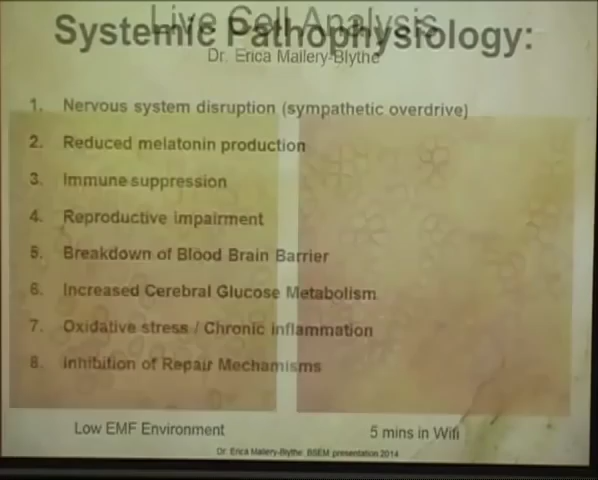 Live Cell Analysis
Systemic Pathophysiology:
Dr. Erica Mallery-Blythe
1. Nervous system disruption (sympathetic overdrive)
2. Reduced melatonin production
3. Immune suppression
4. Reproductive impairment
5. Breakdown of Blood Brain Barrier
6. Increased Cerebral Glucose Metabolism
7. Oxidative stress / Chronic inflammation
8. Inhibition of Repair Mechamisms
Low EMF Environment
5 mins in Wifi
Dr. Erica Mallery-Blythe, BSEM presentation 2014